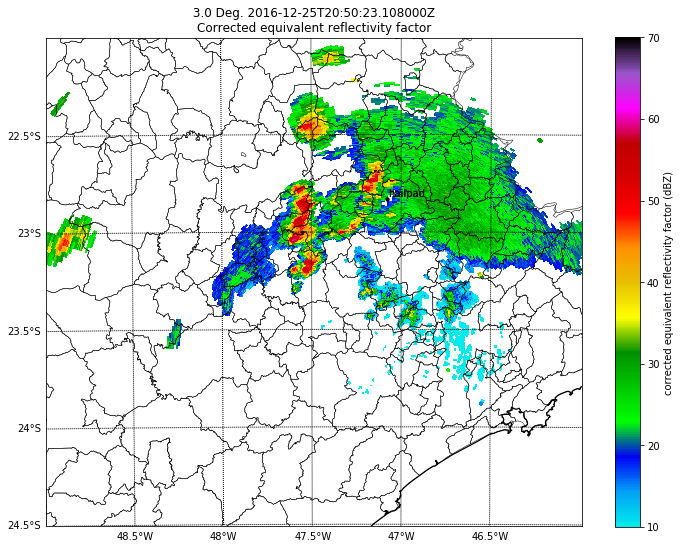 3.0 Deg. 2016-12-25T20:50:23.108000Z
Corrected equivalent reflectivity factor
22.5°S
23°S
23.5°S
24°S
24.5°S
48.5°W
48°W
47.5°W
47°W
46.5°W
70
60
50
40
30
20
10
corrected equivalent reflectivity factor (dBZ)